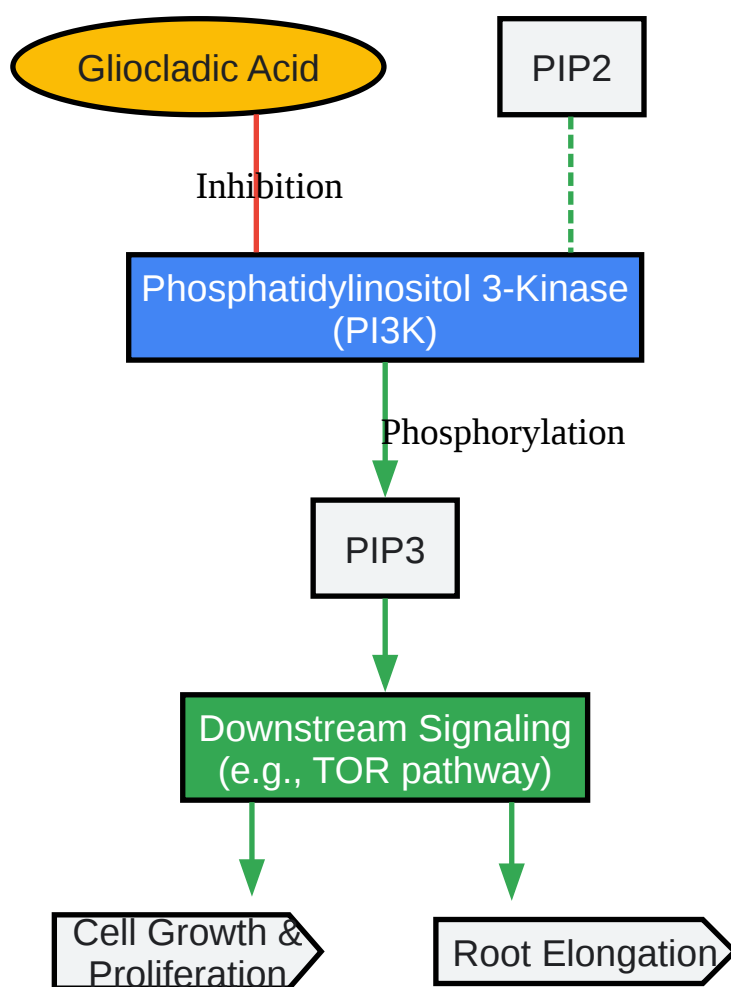 Gliocladic Acid
PIP2
Inhibition
Phosphatidylinositol 3-Kinase
(PI3K)
Phosphorylation
PIP3
Downstream Signaling
(e.g., TOR pathway)
Cell Growth &
Proliferation
Root Elongation